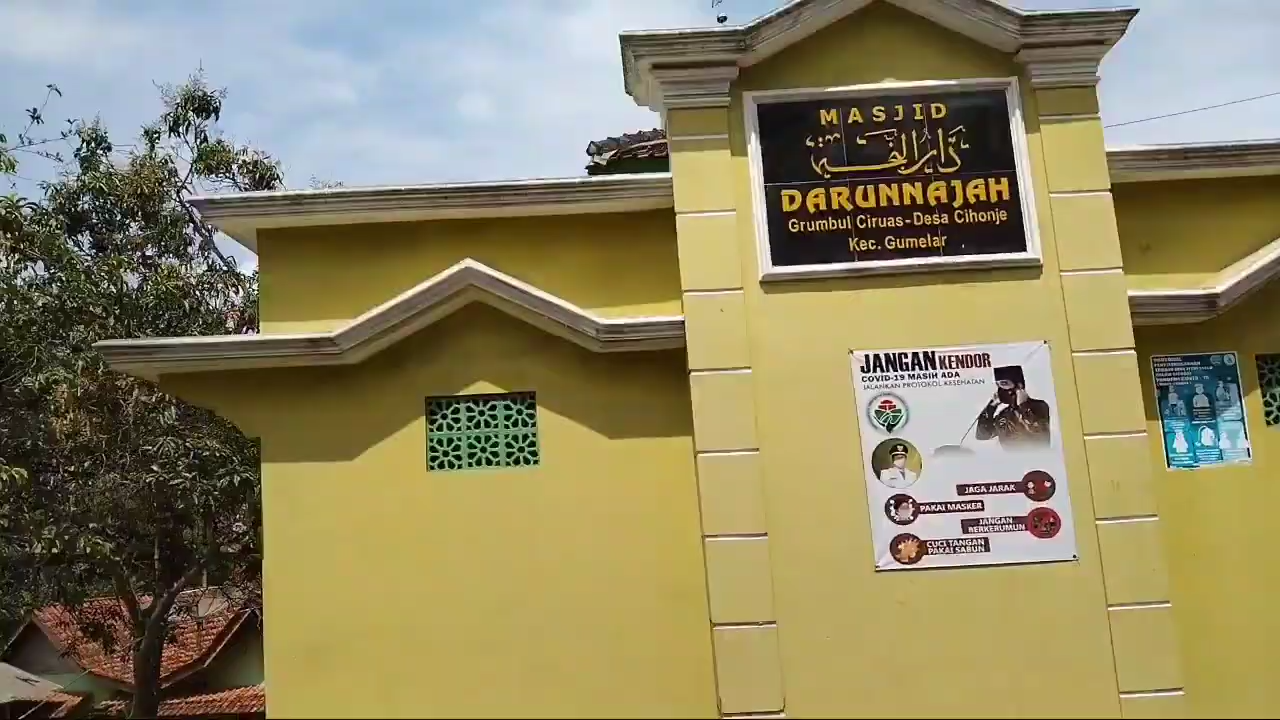 MASJID
دار النجاح
DARUNNAJAH
Grumbul Ciruas-Desa Cihonje
Kec. Gumelar
JANGAN KENDOR
COVID-19 MASIH ADA
JALANKAN PROTOKOL KESEHATAN
JAGA JARAK
PAKAI MASKER
JANGAN
BERKERUMUN
CUCI TANGAN
PAKAI SABUN